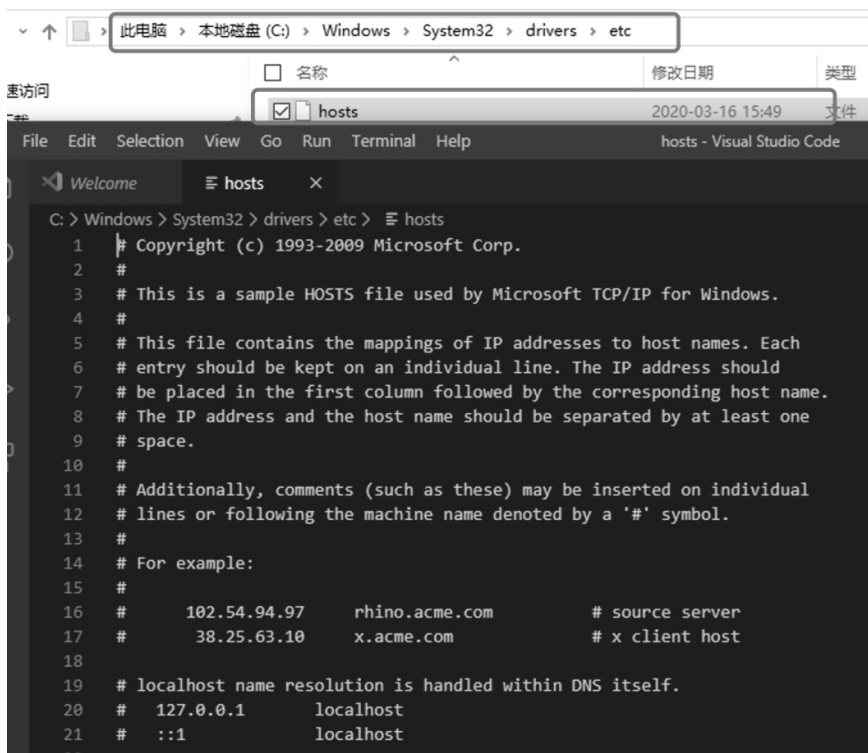 此电脑 > 本地磁盘 (C:) > Windows > System32 > drivers > etc
名称 修改日期 类型
速访问
hosts 2020-03-16 15:49 文件
File Edit Selection View Go Run Terminal Help hosts - Visual Studio Code
Welcome hosts ×
C: > Windows > System32 > drivers > etc > hosts
1 # Copyright (c) 1993-2009 Microsoft Corp.
2 #
3 # This is a sample HOSTS file used by Microsoft TCP/IP for Windows.
4 #
5 # This file contains the mappings of IP addresses to host names. Each
6 # entry should be kept on an individual line. The IP address should
7 # be placed in the first column followed by the corresponding host name.
8 # The IP address and the host name should be separated by at least one
9 # space.
10 #
11 # Additionally, comments (such as these) may be inserted on individual
12 # lines or following the machine name denoted by a '#' symbol.
13 #
14 # For example:
15 #
16 # 102.54.94.97 rhino.acme.com # source server
17 # 38.25.63.10 x.acme.com # x client host
18
19 # localhost name resolution is handled within DNS itself.
20 # 127.0.0.1 localhost
21 # ::1 localhost